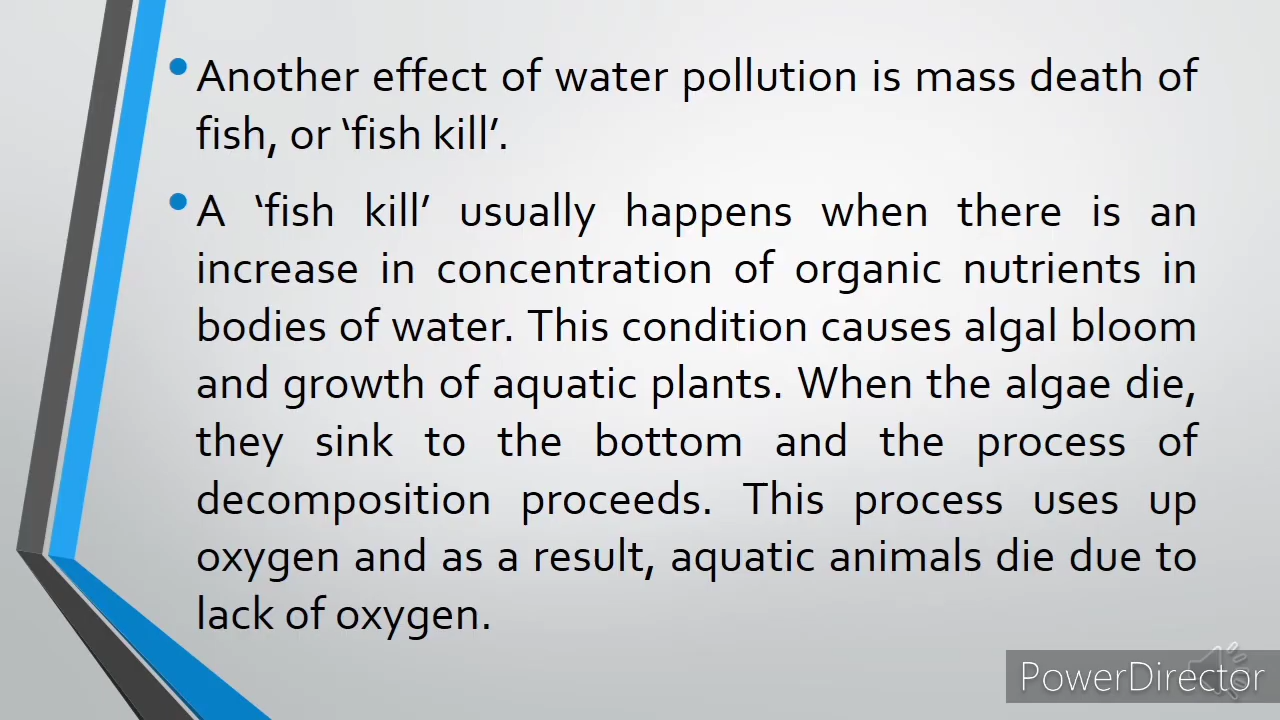 • Another effect of water pollution is mass death of
fish, or ‘fish kill’.
• A ‘fish kill’ usually happens when there is an
increase in concentration of organic nutrients in
bodies of water. This condition causes algal bloom
and growth of aquatic plants. When the algae die,
they sink to the bottom and the process of
decomposition proceeds. This process uses up
oxygen and as a result, aquatic animals die due to
lack of oxygen.
PowerDirector